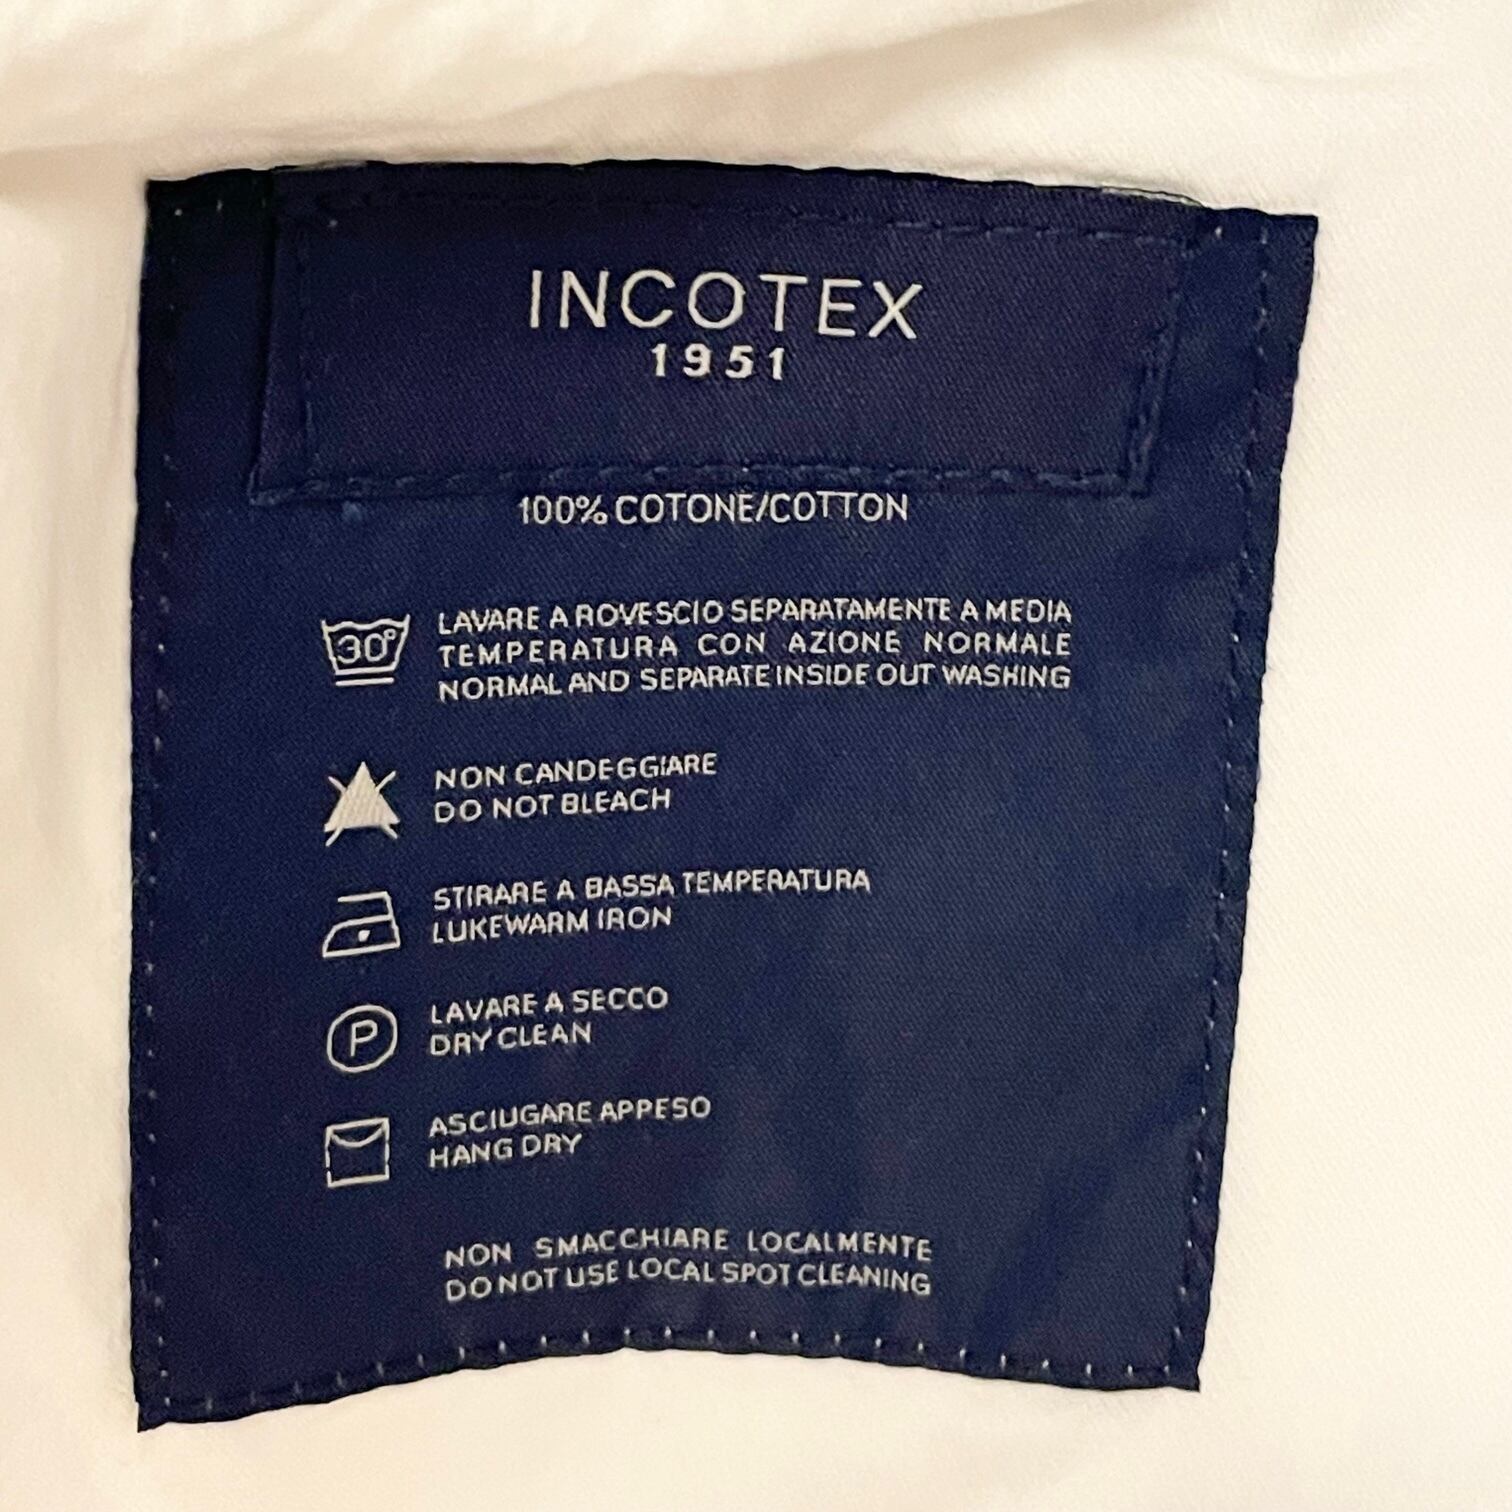 INCOTEX
1951
100% COTONE/COTTON
30°
LAVARE A ROVESCIO SEPARATAMENTE A MEDIA
TEMPERATURA CON AZIONE NORMALE
NORMAL AND SEPARATE INSIDE OUT WASHING
NON CANDEGGIARE
DO NOT BLEACH
STIRARE A BASSA TEMPERATURA
LUKEWARM IRON
P
LAVARE A SECCO
DRY CLEAN
ASCIUGARE APPESO
HANG DRY
NON SMACCHIARE LOCALMENTE
DO NOT USE LOCAL SPOT CLEANING